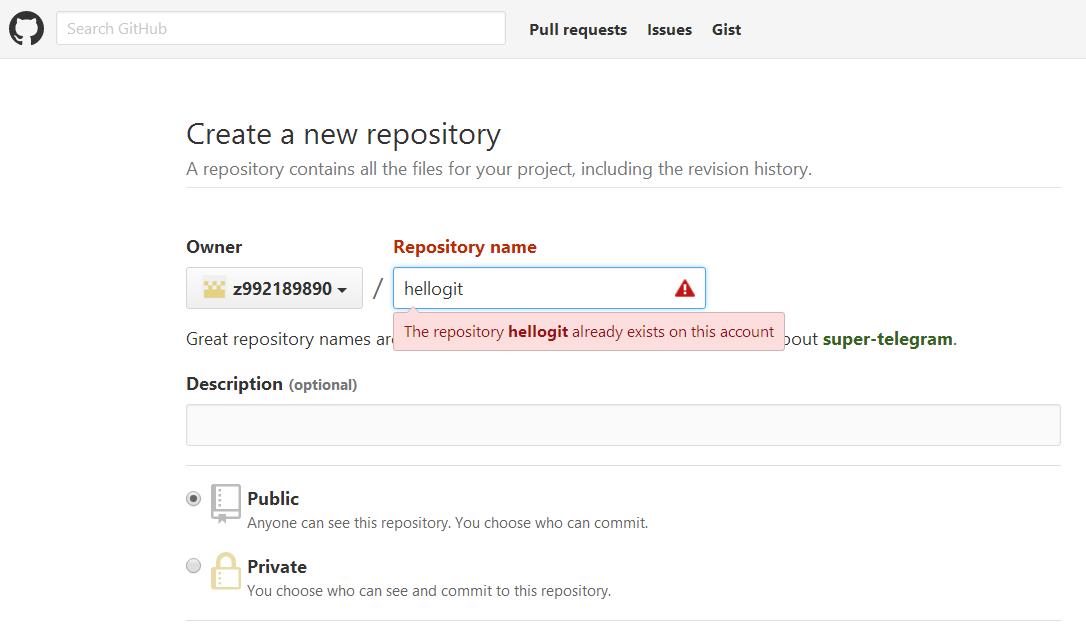 Search GitHub Pull requests Issues Gist
Create a new repository
A repository contains all the files for your project, including the revision history.
Owner Repository name
z992189890 / hellogit
The repository hellogit already exists on this account
Great repository names are bout super-telegram.
Description (optional)
Public
Anyone can see this repository. You choose who can commit.
Private
You choose who can see and commit to this repository.